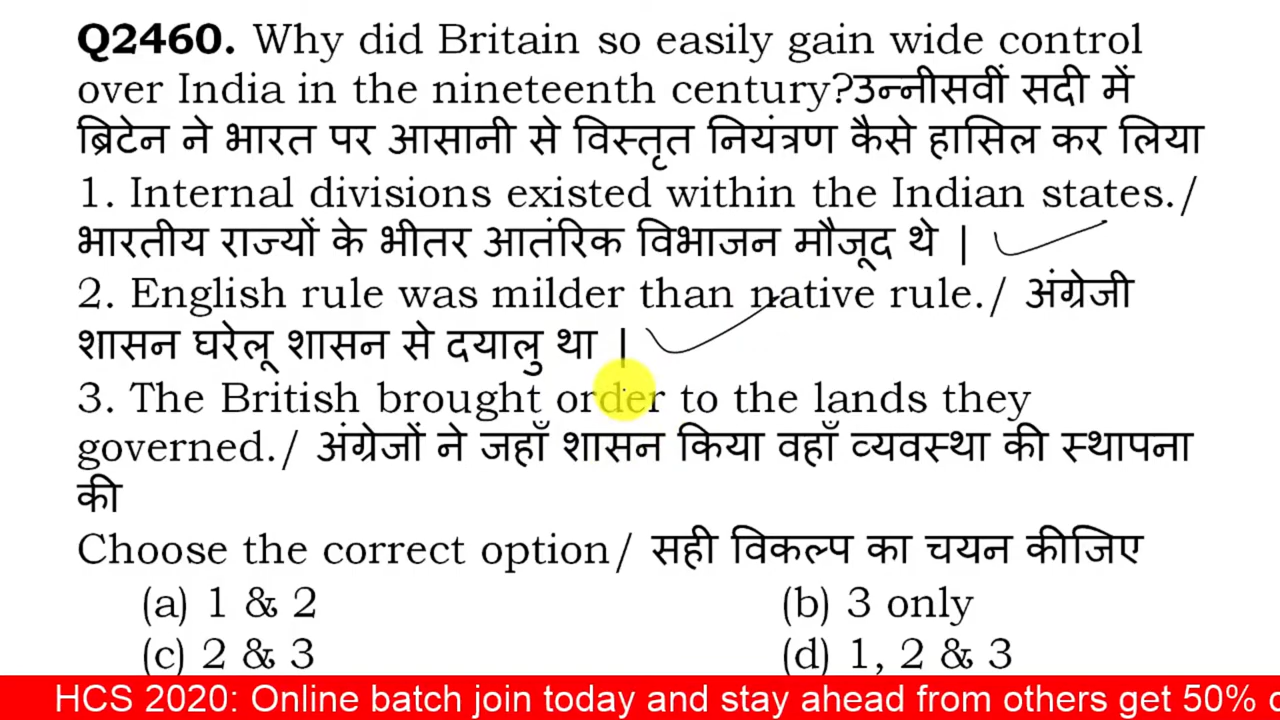 Q2460. Why did Britain so easily gain wide control
over India in the nineteenth century?उन्नीसवीं सदी में
ब्रिटेन ने भारत पर आसानी से विस्तृत नियंत्रण कैसे हासिल कर लिया
1. Internal divisions existed within the Indian states./
भारतीय राज्यों के भीतर आतंरिक विभाजन मौजूद थे |
2. English rule was milder than native rule./ अंग्रेजी
शासन घरेलू शासन से दयालु था |
3. The British brought order to the lands they
governed./ अंग्रेजों ने जहाँ शासन किया वहाँ व्यवस्था की स्थापना
की
Choose the correct option/ सही विकल्प का चयन कीजिए
(a) 1 & 2 (b) 3 only
(c) 2 & 3 (d) 1, 2 & 3
HCS 2020: Online batch join today and stay ahead from others get 50%